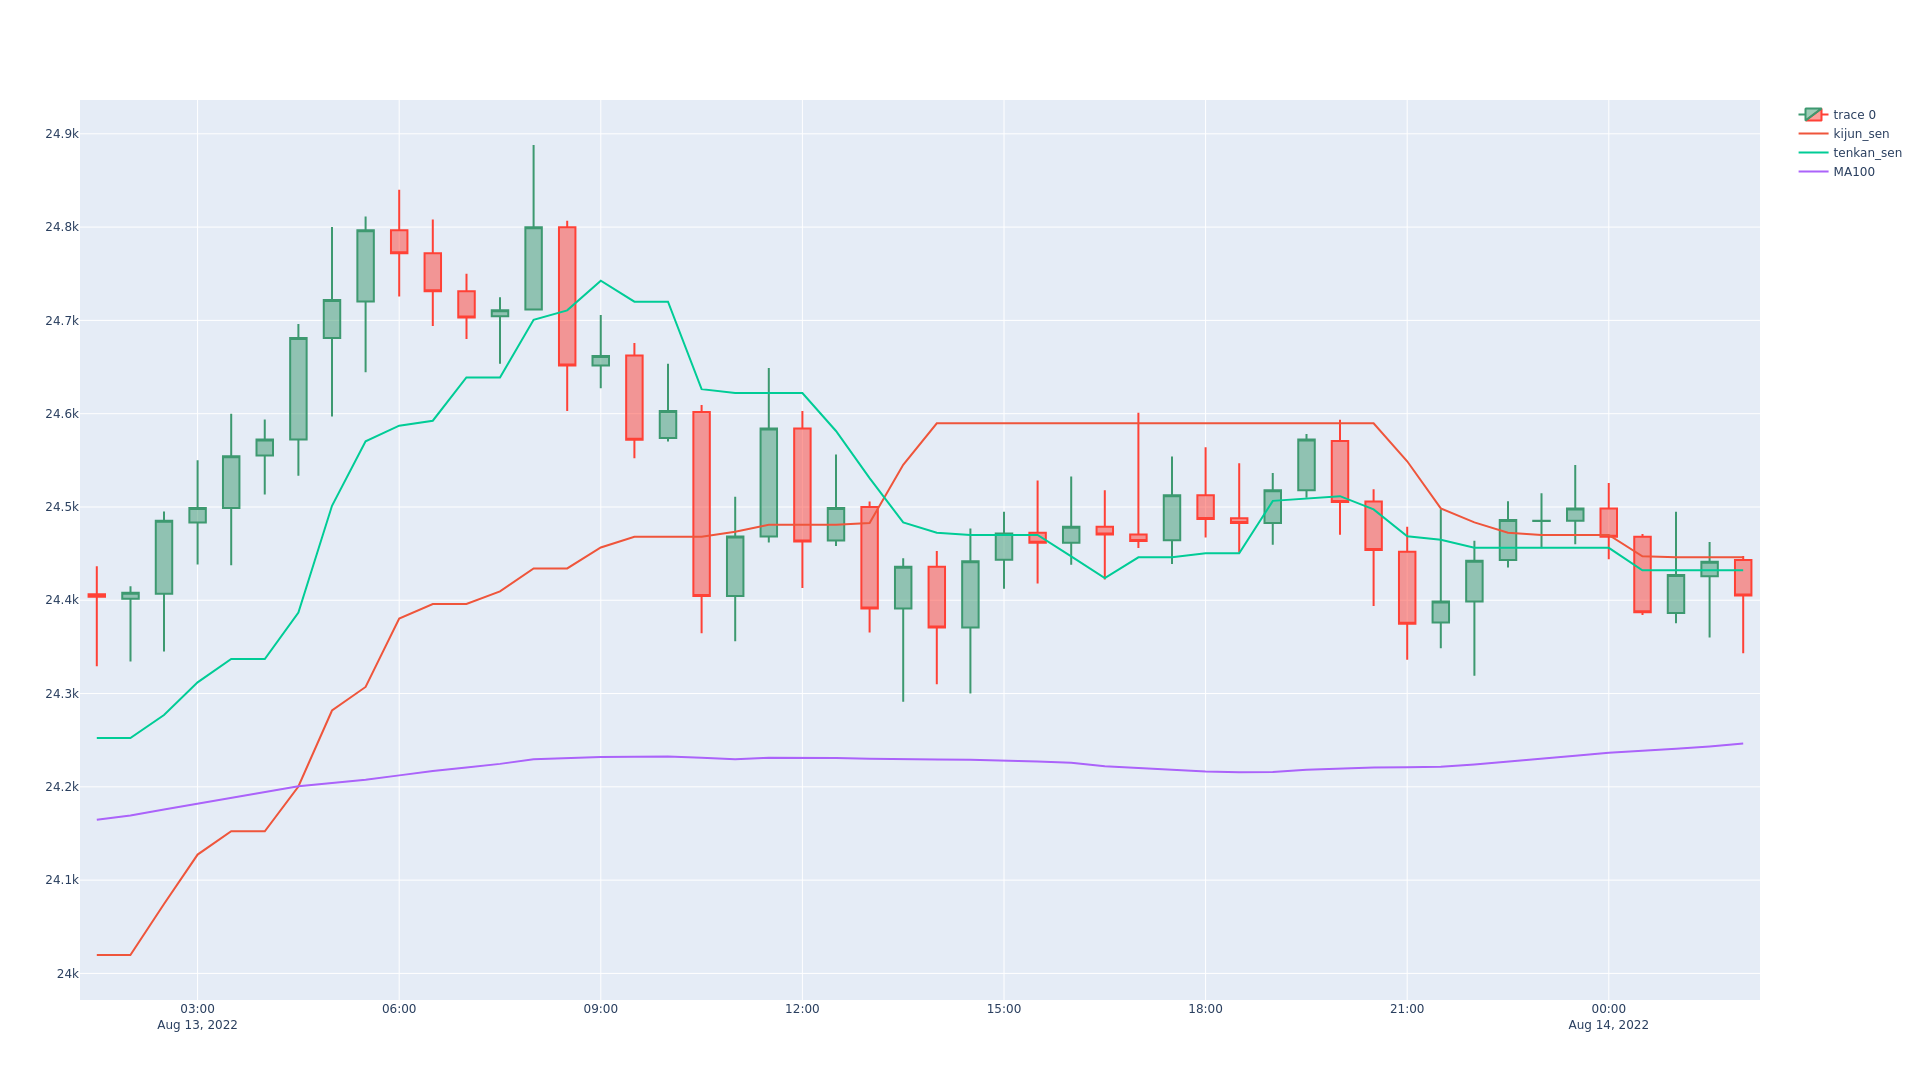 24.9k
24.8k
24.7k
24.6k
24.5k
24.4k
24.3k
24.2k
24.1k
24k
03:00
Aug 13, 2022
06:00
09:00
12:00
15:00
18:00
21:00
00:00
Aug 14, 2022
trace 0
kijun_sen
tenkan_sen
MA100